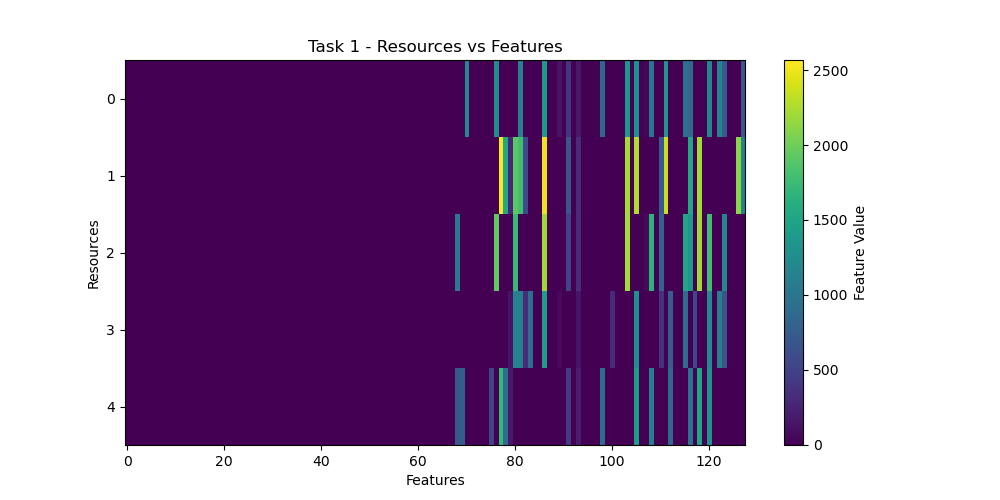 Task 1 - Resources vs Features
0
1
2
3
4
Resources
0 20 40 60 80 100 120
Features
2500
2000
1500
1000
500
0
Feature Value